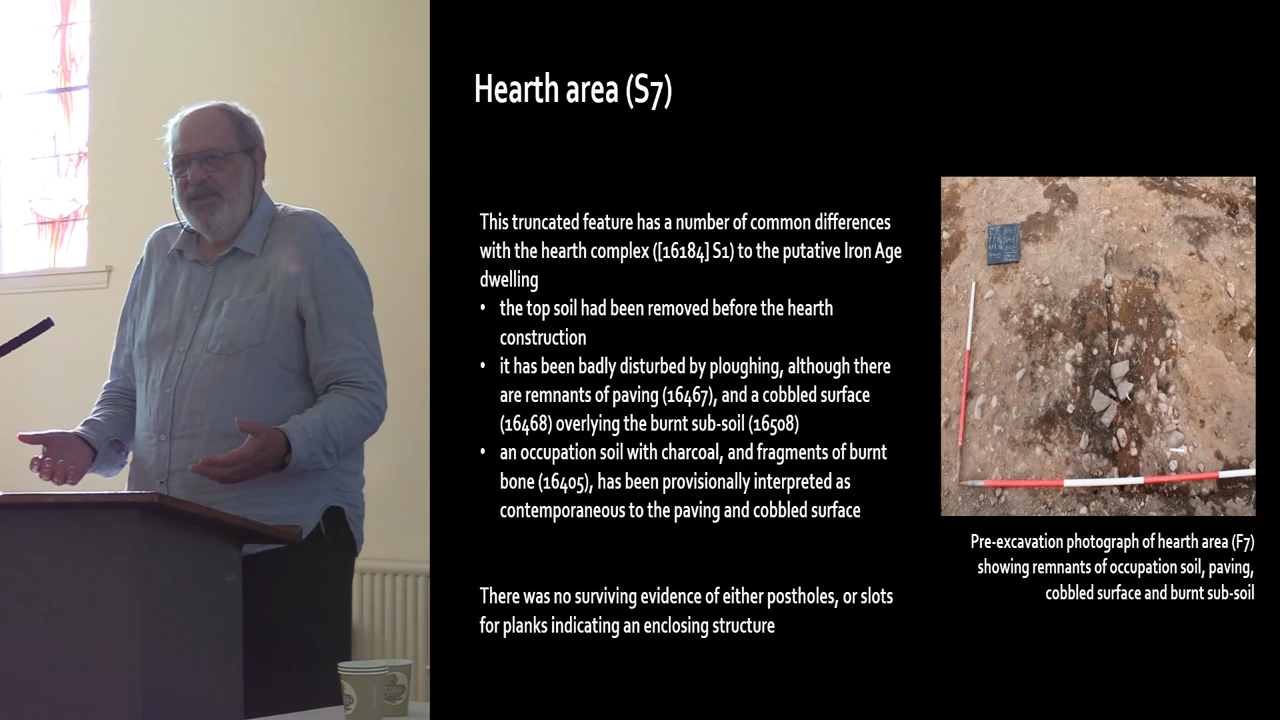 Hearth area (S7)
This truncated feature has a number of common differences
with the hearth complex ([16184] S1) to the putative Iron Age
dwelling
• the top soil had been removed before the hearth
construction
• it has been badly disturbed by ploughing, although there
are remnants of paving (16467), and a cobbled surface
(16468) overlying the burnt sub-soil (16508)
• an occupation soil with charcoal, and fragments of burnt
bone (16405), has been provisionally interpreted as
contemporaneous to the paving and cobbled surface
There was no surviving evidence of either postholes, or slots
for planks indicating an enclosing structure
Pre-excavation photograph of hearth area (F7)
showing remnants of occupation soil, paving,
cobbled surface and burnt sub-soil